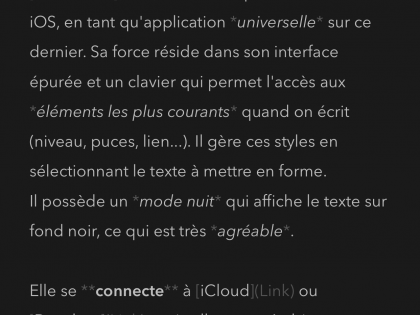 iOS, en tant qu'application *universelle* sur ce
dernier. Sa force réside dans son interface
épurée et un clavier qui permet l'accès aux
*éléments les plus courants* quand on écrit
(niveau, puces, lien...). Il gère ces styles en
sélectionnant le texte à mettre en forme.
Il possède un *mode nuit* qui affiche le texte sur
fond noir, ce qui est très *agréable*.
Elle se **connecte** à [iCloud](Link) ou